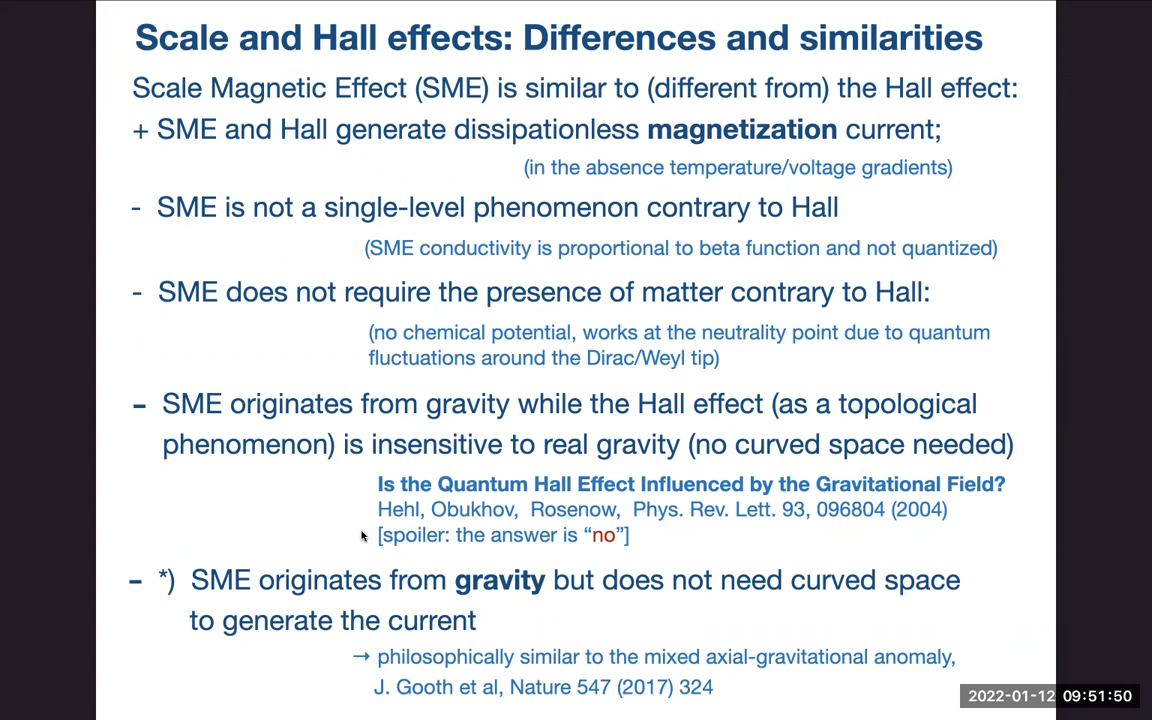 Scale and Hall effects: Differences and similarities
Scale Magnetic Effect (SME) is similar to (different from) the Hall effect:
+ SME and Hall generate dissipationless magnetization current;
(in the absence temperature/voltage gradients)
- SME is not a single-level phenomenon contrary to Hall
(SME conductivity is proportional to beta function and not quantized)
- SME does not require the presence of matter contrary to Hall:
(no chemical potential, works at the neutrality point due to quantum
fluctuations around the Dirac/Weyl tip)
– SME originates from gravity while the Hall effect (as a topological
phenomenon) is insensitive to real gravity (no curved space needed)
Is the Quantum Hall Effect Influenced by the Gravitational Field?
Hehl, Obukhov, Rosenow, Phys. Rev. Lett. 93, 096804 (2004)
[spoiler: the answer is “no”]
– *) SME originates from gravity but does not need curved space
to generate the current
→ philosophically similar to the mixed axial-gravitational anomaly,
J. Gooth et al, Nature 547 (2017) 324
2022-01-12 09:51:50